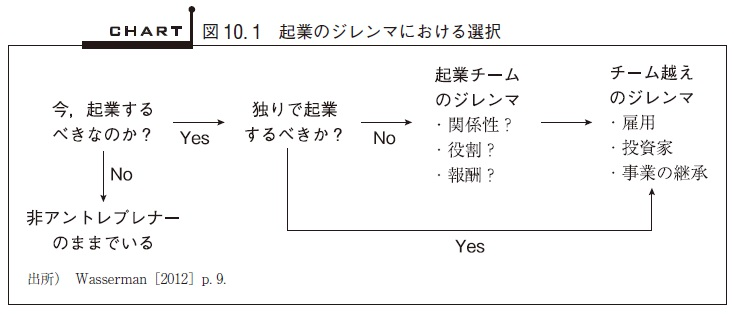 CHART 図10.1 起業のジレンマにおける選択
今，起業する
べきなのか？
Yes
No
非アントレプレナー
のままでいる
独りで起業
するべきか？
No
Yes
起業チーム
のジレンマ
・関係性？
・役割？
・報酬？
チーム越え
のジレンマ
・雇用
・投資家
・事業の継承
出所） Wasserman［2012］p. 9.